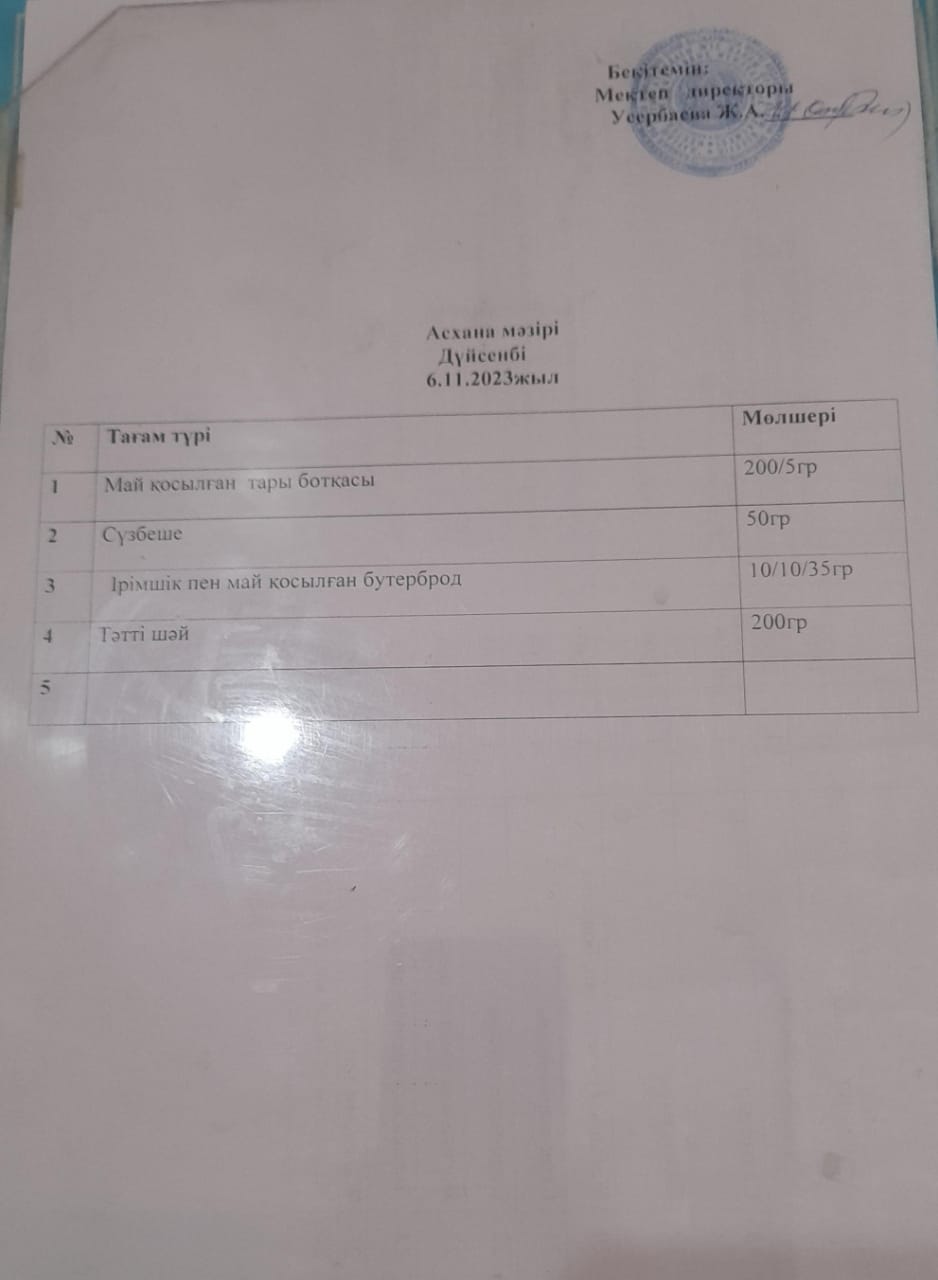 Бекітемін:
Мектеп директоры
Усербаева Ж.А.
Асхана мәзірі
Дүйсенбі
6.11.2023жыл
№ Тағам түрі Мөлшері
1 Май қосылған тары ботқасы 200/5гр
2 Сүзбеше 50гр
3 Ірімшік пен май қосылған бутерброд 10/10/35гр
4 Тәтті шәй 200гр
5